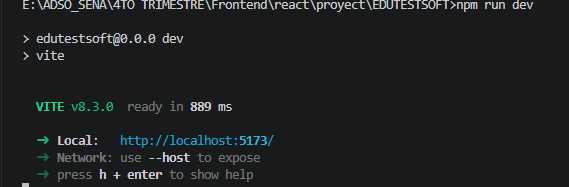 E:\ADSO_SENA\4TO TRIMESTRE\Frontend\react\proyect\EDUTESTSOFT>npm run dev
> edutestsoft@0.0.0 dev
> vite
VITE v8.3.0 ready in 889 ms
➜ Local: http://localhost:5173/
➜ Network: use --host to expose
➜ press h + enter to show help